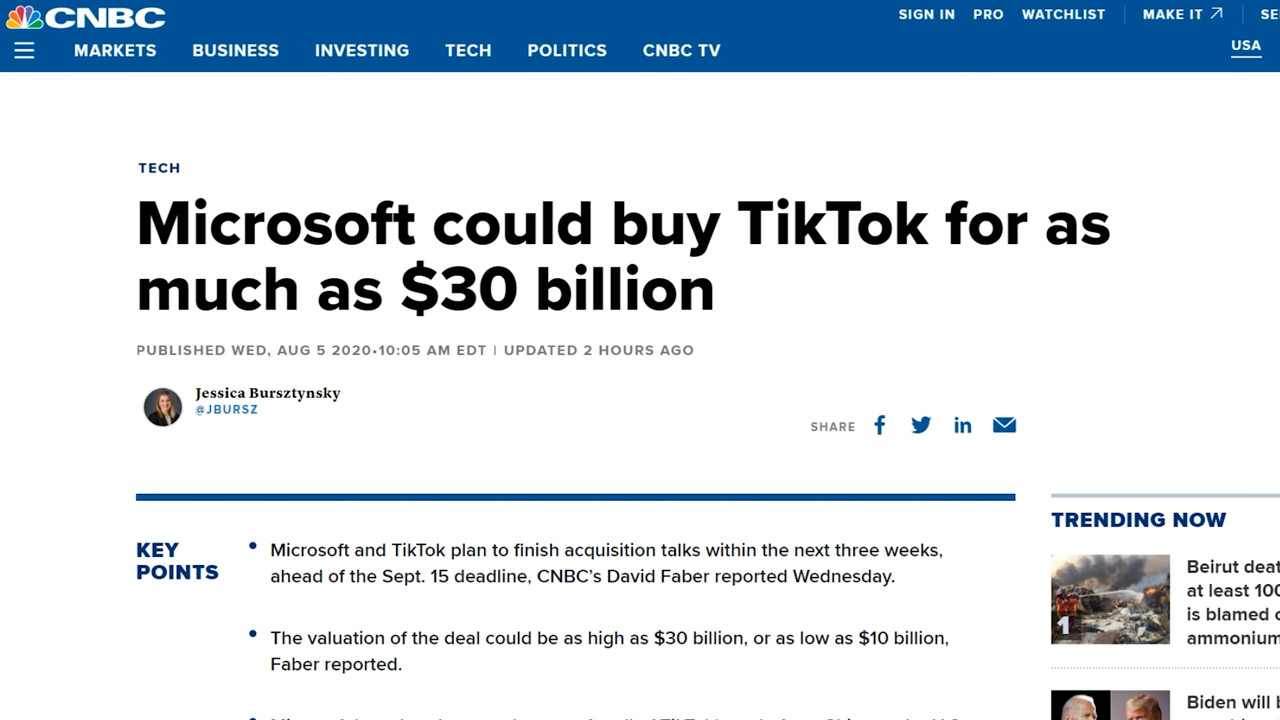 CNBC
SIGN IN PRO WATCHLIST MAKE IT
USA
MARKETS BUSINESS INVESTING TECH POLITICS CNBC TV
TECH
Microsoft could buy TikTok for as
much as $30 billion
PUBLISHED WED, AUG 5 2020•10:05 AM EDT | UPDATED 2 HOURS AGO
Jessica Bursztynsky
@JBURSZ
SHARE
KEY
POINTS
• Microsoft and TikTok plan to finish acquisition talks within the next three weeks,
ahead of the Sept. 15 deadline, CNBC's David Faber reported Wednesday.
• The valuation of the deal could be as high as $30 billion, or as low as $10 billion,
Faber reported.
TRENDING NOW
1
Beirut
at least
is blamed
Biden will